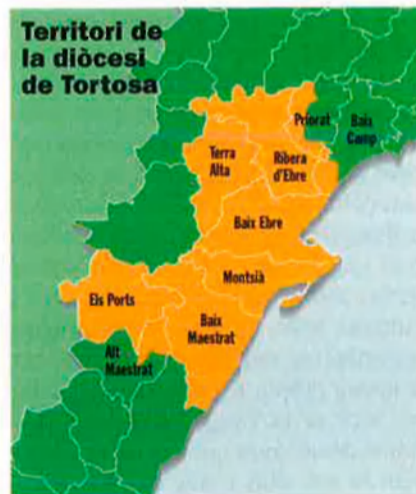 Territori de
la diòcesi
de Tortosa
Priorat
Baix
Camp
Terra
Alta
Ribera
d'Ebre
Baix Ebre
Montsià
Els Ports
Baix
Maestrat
Alt
Maestrat